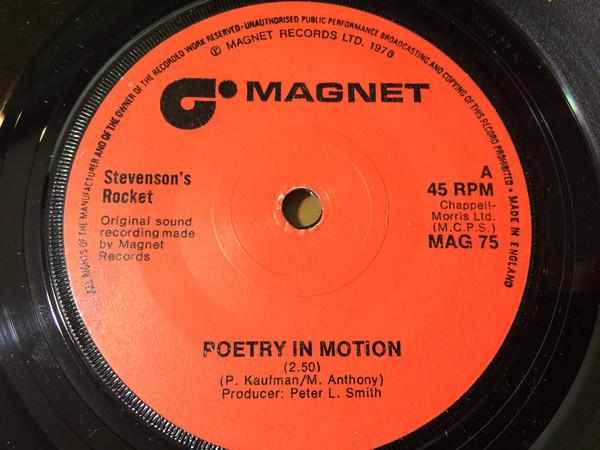 ALL RIGHTS OF THE MANUFACTURER AND OF THE OWNER OF THE RECORDED WORK RESERVED · UNAUTHORISED PUBLIC PERFORMANCE BROADCASTING AND COPYING OF THIS RECORD PROHIBITED • MADE IN ENGLAND
℗ MAGNET RECORDS LTD. 1976
MAGNET
Stevenson's
Rocket
Original sound
recording made
by Magnet
Records
A
45 RPM
Chappell-
Morris Ltd.
(M.C.P.S.)
MAG 75
POETRY IN MOTION
(2.50)
(P. Kaufman/M. Anthony)
Producer: Peter L. Smith